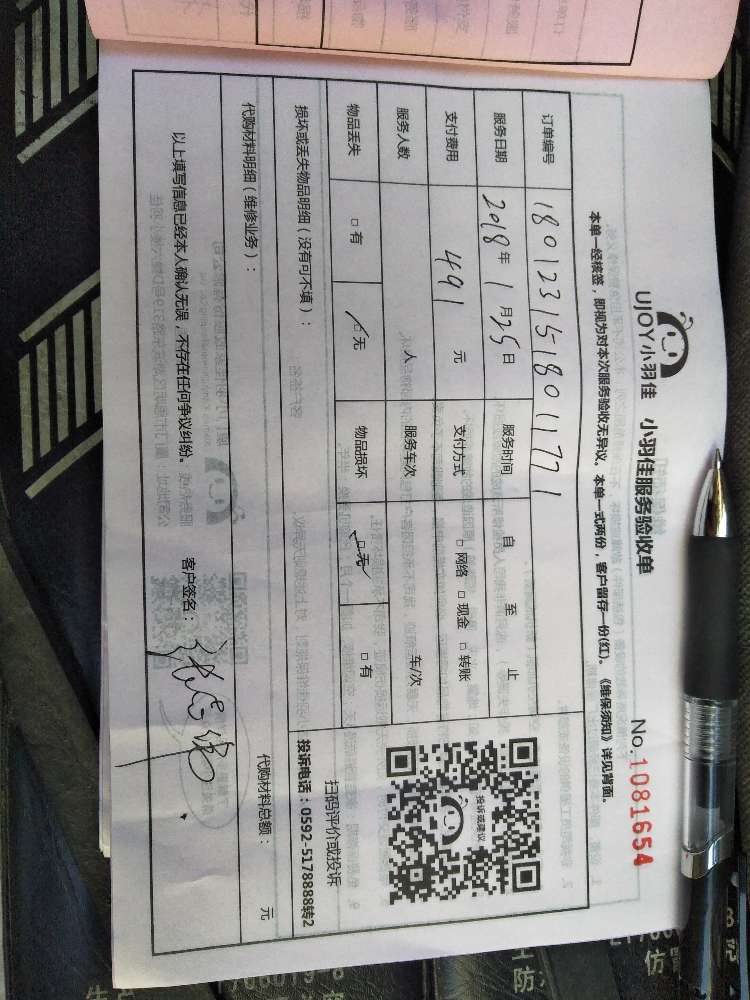 UJOY小羽佳 小羽佳服务验收单
No.1081654
本单一经核签，即视为对本次服务验收无异议。本单一式两份，客户留存一份(红)。《维保须知》详见背面。
订单编号 1801231518011771
服务日期 2018年1月25日 服务时间 自 至 止
支付费用 491 元 支付方式 □网络 □现金 □转账
服务人数 人 服务车次 车/次
物品丢失 □有 □无 物品损坏 □无 □有
投诉或建议
扫码评价或投诉
投诉电话：0592-5178888转2
损坏或丢失物品明细（没有可不填）：
代购材料明细（维修业务）： 代购材料总额： 元
以上填写信息已经本人确认无误，不存在任何争议纠纷。 客户签名：